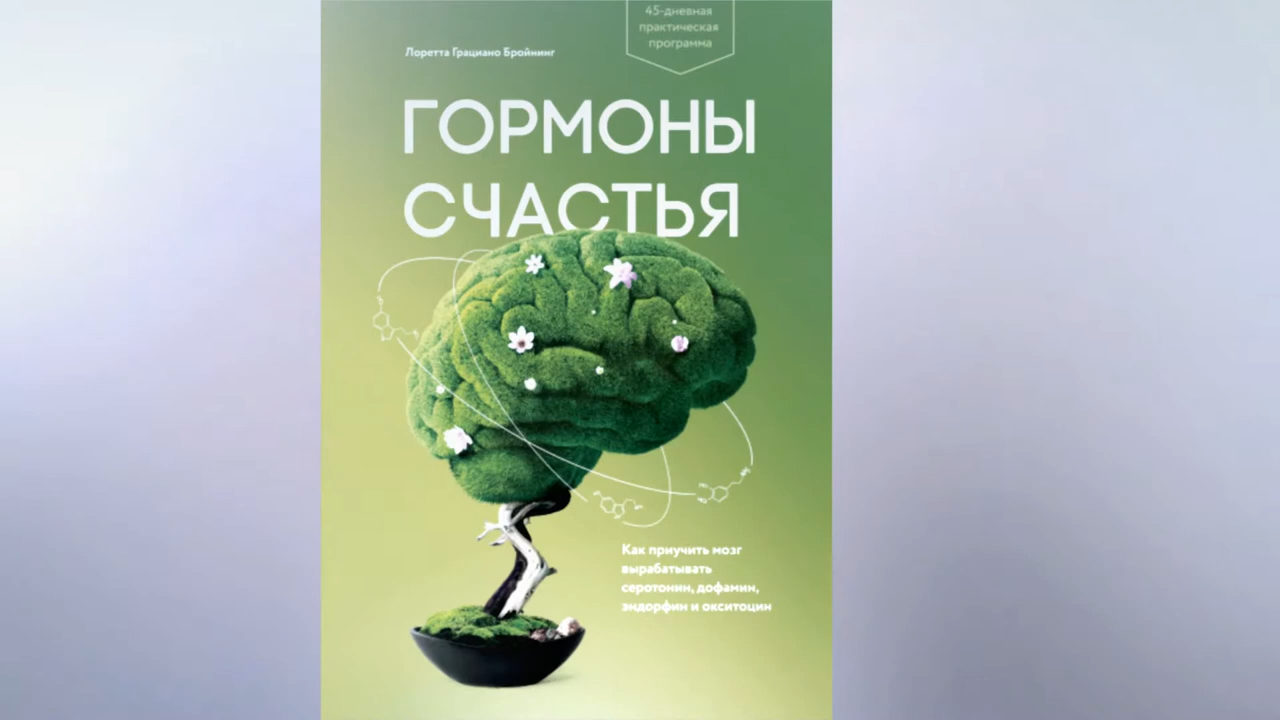 45-дневная
практическая
программа
Лоретта Грациано Бройнинг
ГОРМОНЫ
СЧАСТЬЯ
Как приучить мозг
вырабатывать
серотонин, дофамин,
эндорфин и окситоцин